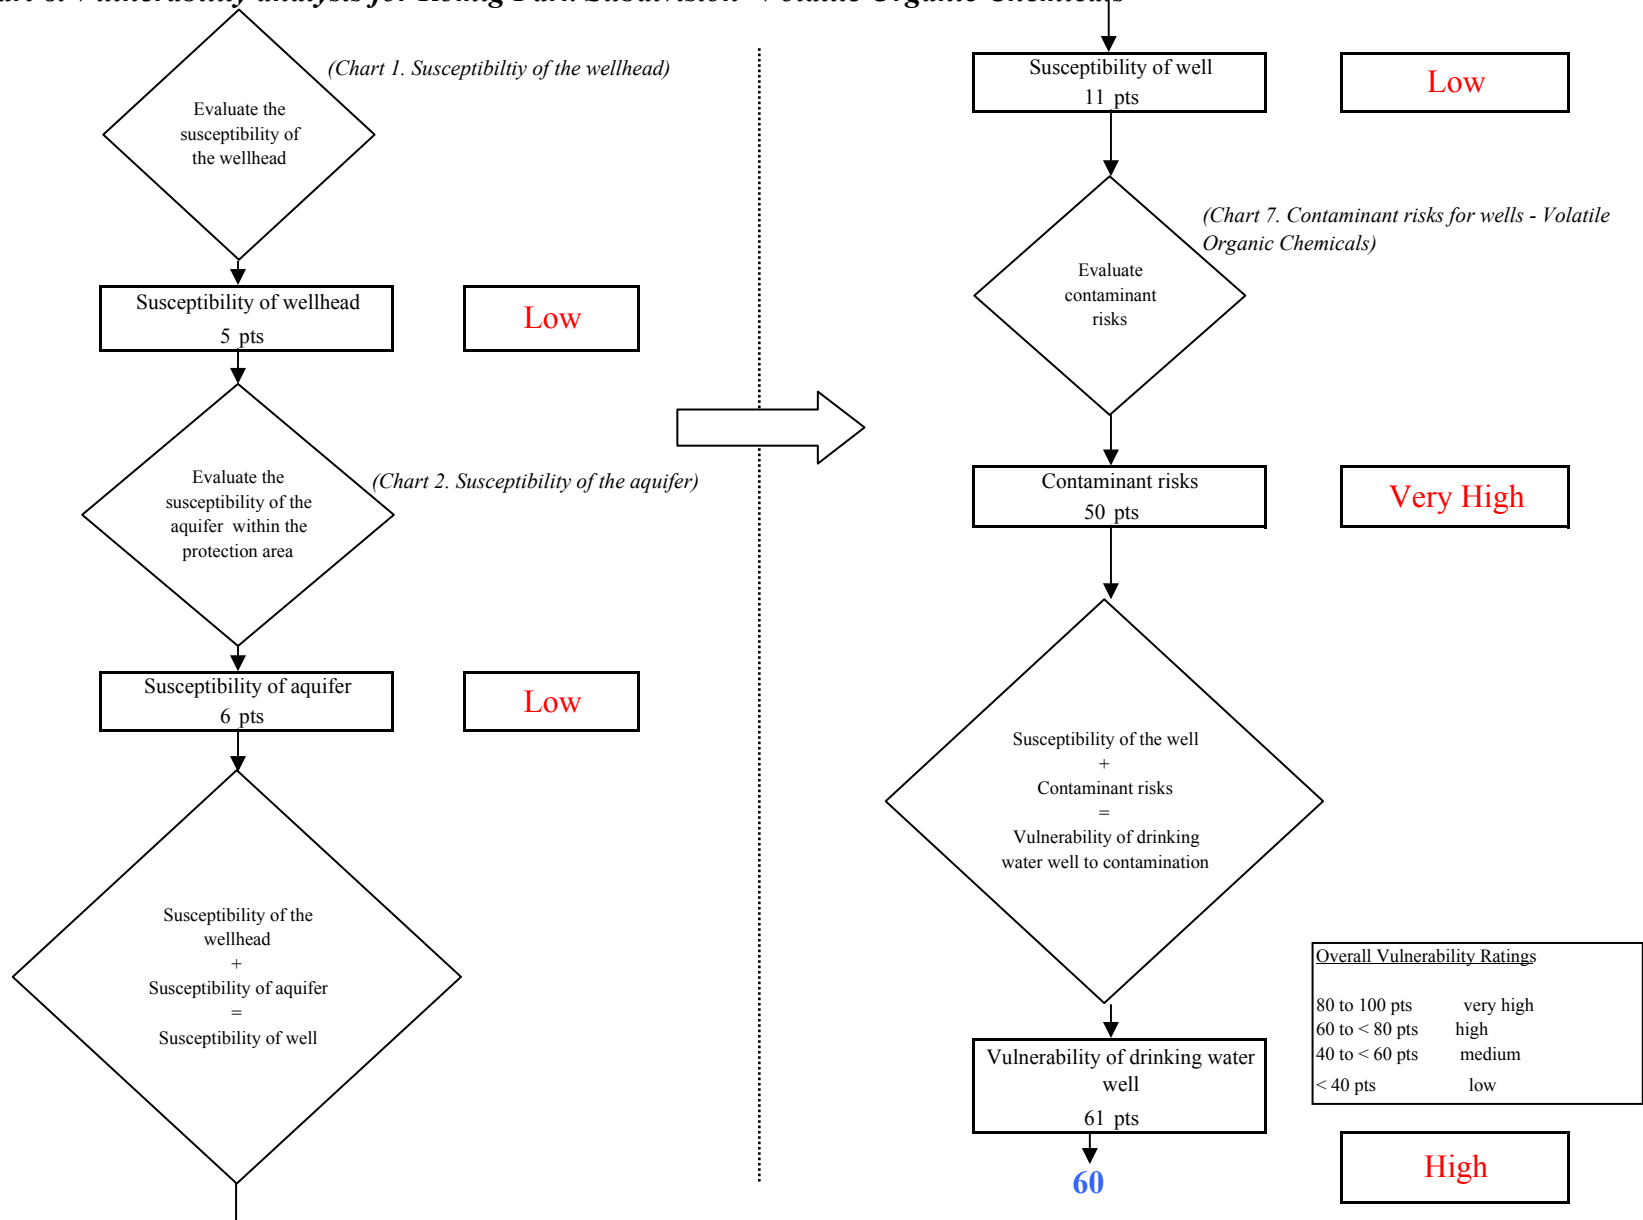 Vulnerability analysis for
Subdivision
Organic Chemicals
(Chart 1. Susceptibiltiy of the wellhead)
Evaluate the
susceptibility of
the wellhead
Susceptibility of wellhead
5 pts
Low
Evaluate the
susceptibility of the
aquifer within the
protection area
(Chart 2. Susceptibility of the aquifer)
Susceptibility of aquifer
6 pts
Low
Susceptibility of the
wellhead
+
Susceptibility of aquifer
=
Susceptibility of well
Susceptibility of well
11 pts
Low
(Chart 7. Contaminant risks for wells - Volatile
Organic Chemicals)
Evaluate
contaminant
risks
Contaminant risks
50 pts
Very High
Susceptibility of the well
+
Contaminant risks
=
Vulnerability of drinking
water well to contamination
Overall Vulnerability Ratings
80 to 100 pts very high
60 to < 80 pts high
40 to < 60 pts medium
< 40 pts low
Vulnerability of drinking water
well
61 pts
60
High